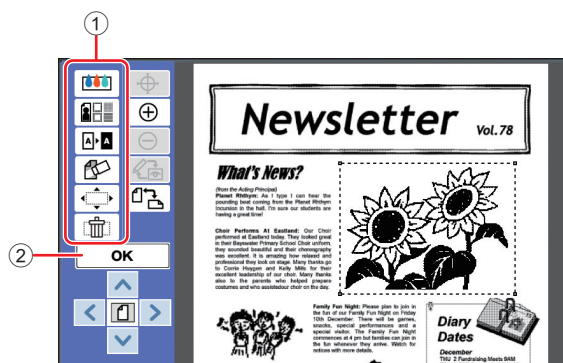 1
A A
2
OK
Newsletter Vol. 78
What's News?
(from the Acting Principal)
Planet Rhthym: As I type I can hear the
pounding beat coming from the Planet Rhthym
Incursion in the hall. I'm sure our students are
having a great time!
Choir Performs At Eastland: Our Choir
performed at Eastland today. They looked great
in their Bayswater Primary School Choir uniform,
they sounded beautiful and their choreography
was excellent. It is amazing how relaxed and
professional they look on stage. Many thanks go
to Corrie Huygen and Kelly Mills for their
excellent leadership of our choir. Many thanks
also to the parents who helped prepare
costumes and who assistedour choir on the day.
Family Fun Night: Please plan to join in
the fun of our Family Fun Night on Friday
10th December. There will be games,
snacks, special performances and a
special visitor. The Family Fun Night
commences at 4 pm but families can join in
the fun whenever they arrive. Watch for
notices with more details.
Diary
Dates
December
THU 2 Fundraising Meets 9AM